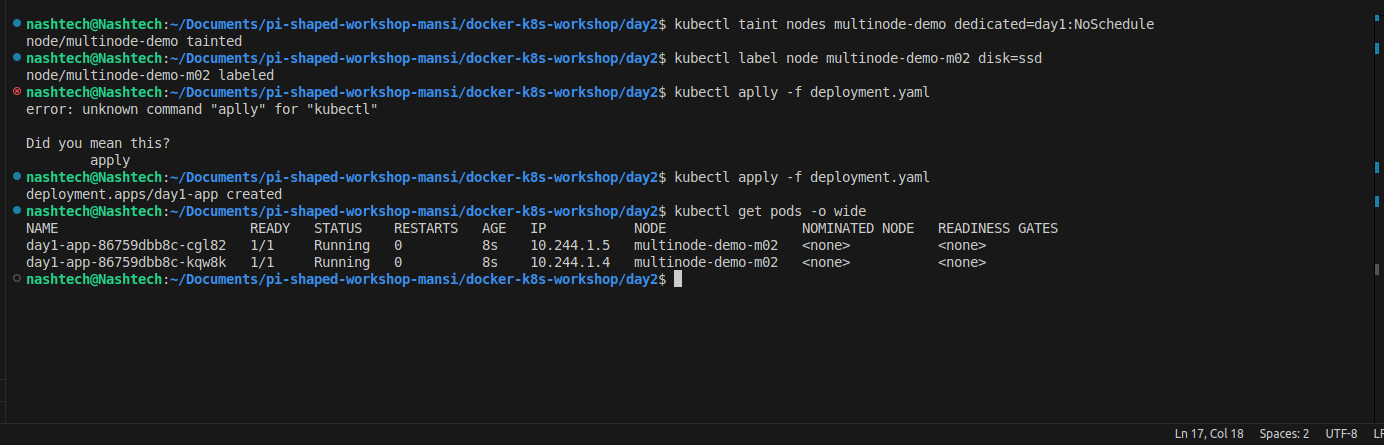 nashtech@Nashtech:~/Documents/pi-shaped-workshop-mansi/docker-k8s-workshop/day2$ kubectl taint nodes multinode-demo dedicated=day1:NoSchedule
node/multinode-demo tainted
nashtech@Nashtech:~/Documents/pi-shaped-workshop-mansi/docker-k8s-workshop/day2$ kubectl label node multinode-demo-m02 disk=ssd
node/multinode-demo-m02 labeled
nashtech@Nashtech:~/Documents/pi-shaped-workshop-mansi/docker-k8s-workshop/day2$ kubectl aplly -f deployment.yaml
error: unknown command "aplly" for "kubectl"

Did you mean this?
        apply
nashtech@Nashtech:~/Documents/pi-shaped-workshop-mansi/docker-k8s-workshop/day2$ kubectl apply -f deployment.yaml
deployment.apps/day1-app created
nashtech@Nashtech:~/Documents/pi-shaped-workshop-mansi/docker-k8s-workshop/day2$ kubectl get pods -o wide
NAME                        READY   STATUS    RESTARTS   AGE   IP           NODE                 NOMINATED NODE   READINESS GATES
day1-app-86759dbb8c-cgl82   1/1     Running   0          8s    10.244.1.5   multinode-demo-m02   <none>           <none>
day1-app-86759dbb8c-kqw8k   1/1     Running   0          8s    10.244.1.4   multinode-demo-m02   <none>           <none>
nashtech@Nashtech:~/Documents/pi-shaped-workshop-mansi/docker-k8s-workshop/day2$
Ln 17, Col 18   Spaces: 2   UTF-8   LF